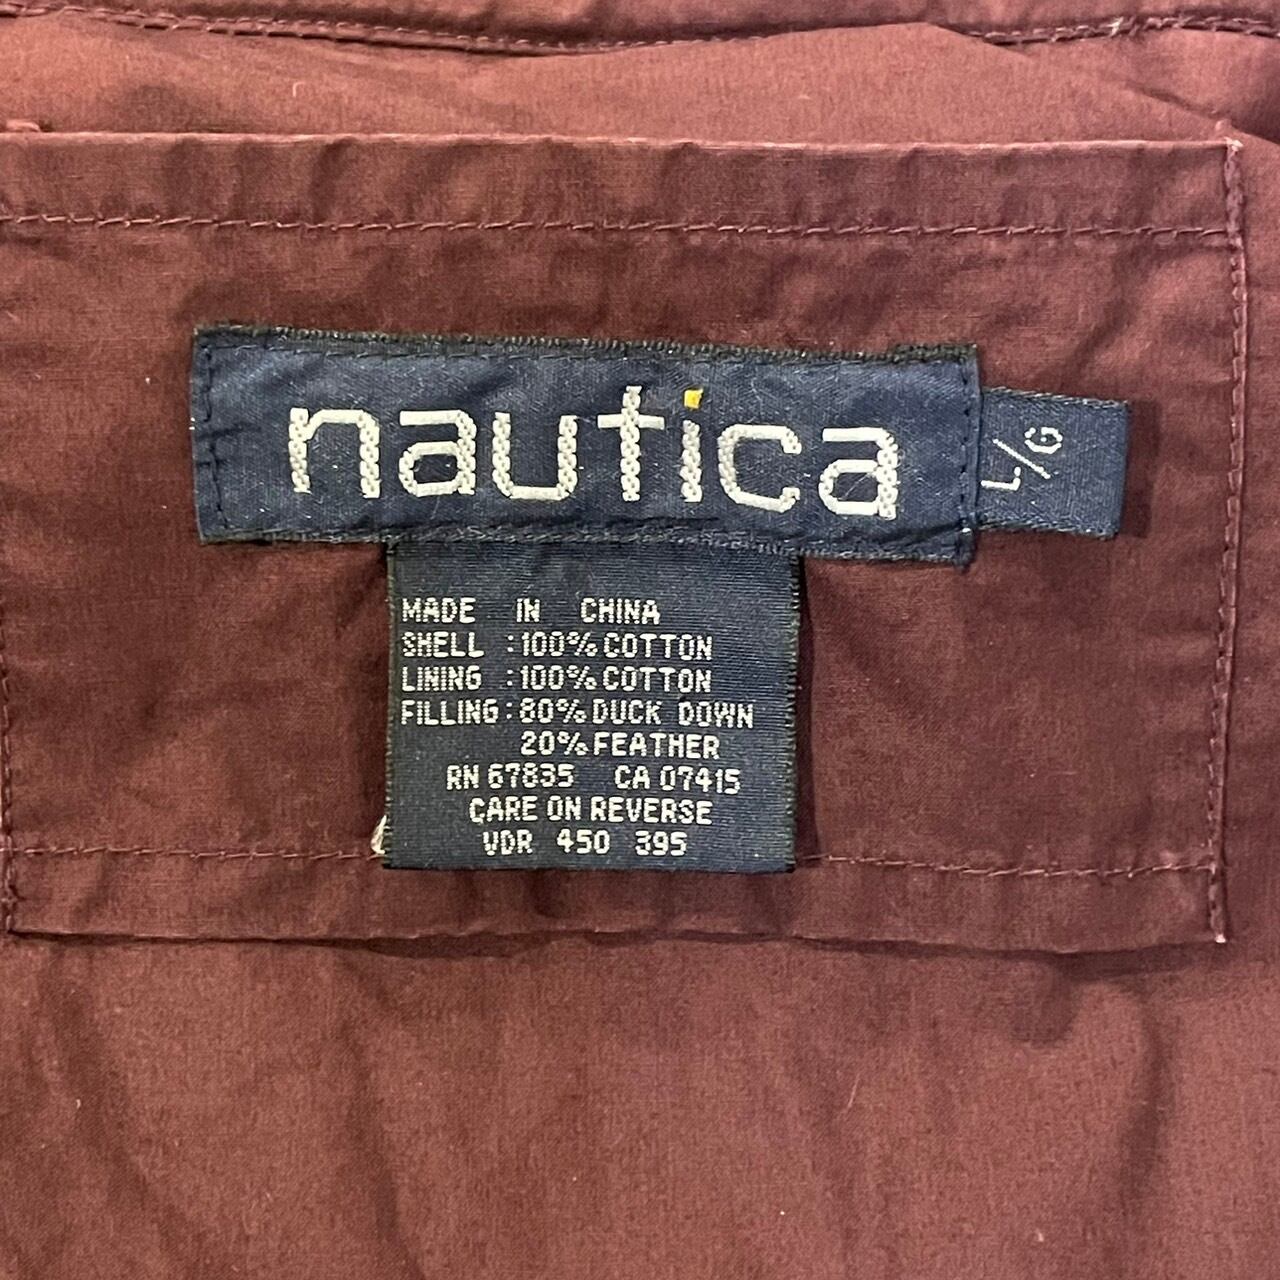 nautica
L/G
MADE IN CHINA
SHELL :100% COTTON
LINING :100% COTTON
FILLING:80% DUCK DOWN
20% FEATHER
RN 67835 CA 07415
CARE ON REVERSE
VDR 450 395